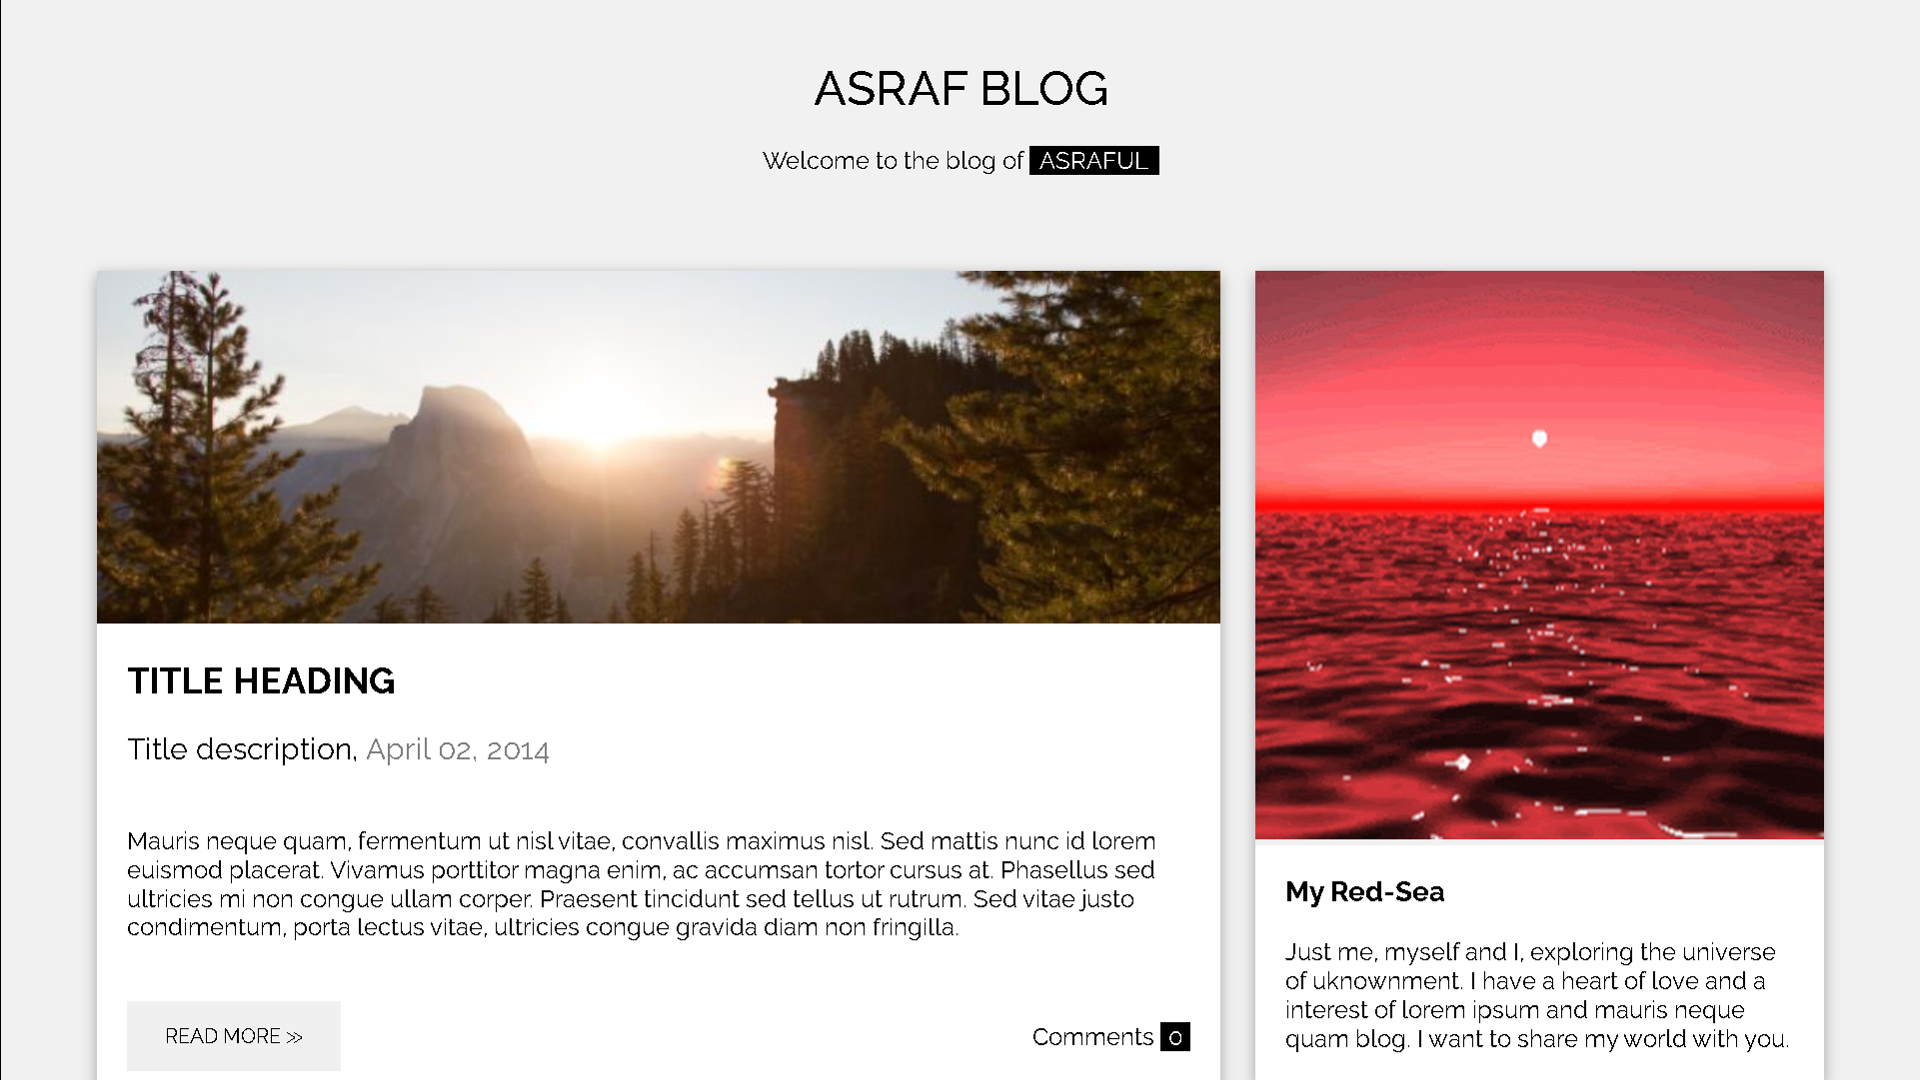 ASRAF BLOG
Welcome to the blog of ASRAFUL
TITLE HEADING
Title description, April 02, 2014
Mauris neque quam, fermentum ut nisl vitae, convallis maximus nisl. Sed mattis nunc id lorem
euismod placerat. Vivamus porttitor magna enim, ac accumsan tortor cursus at. Phasellus sed
ultricies mi non congue ullam corper. Praesent tincidunt sed tellus ut rutrum. Sed vitae justo
condimentum, porta lectus vitae, ultricies congue gravida diam non fringilla.
READ MORE »
Comments 0
My Red-Sea
Just me, myself and I, exploring the universe
of uknownment. I have a heart of love and a
interest of lorem ipsum and mauris neque
quam blog. I want to share my world with you.